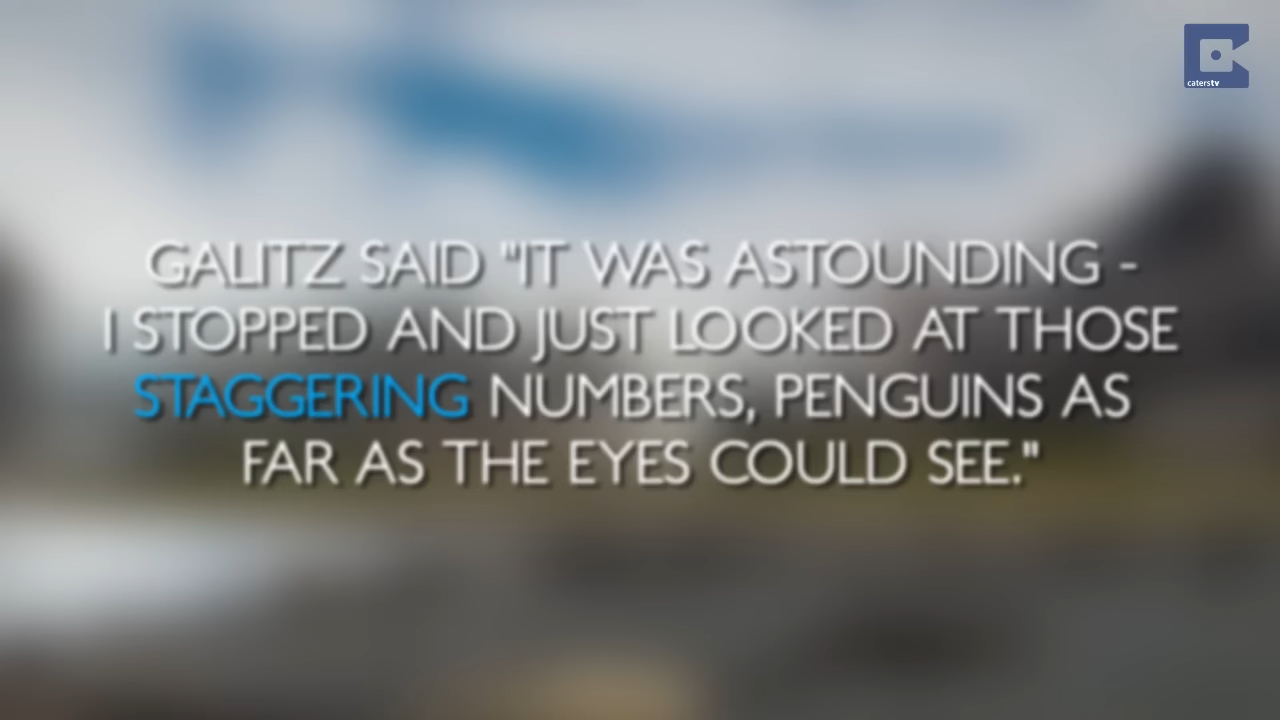 caterstv
GALITZ SAID "IT WAS ASTOUNDING -
I STOPPED AND JUST LOOKED AT THOSE
STAGGERING NUMBERS, PENGUINS AS
FAR AS THE EYES COULD SEE."